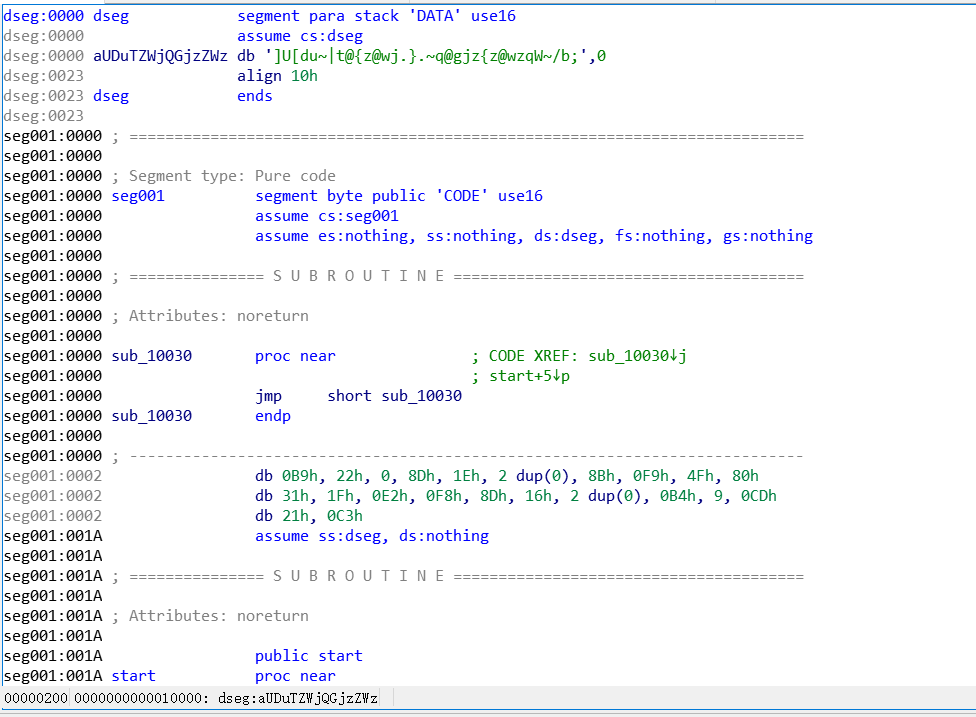 dseg:0000 dseg            segment para stack 'DATA' use16
dseg:0000                 assume cs:dseg
dseg:0000 aUDuTZWjQGjzZWz db ']U[du~|t@{z@wj.}.~q@gjz{z@wzqW~/b;',0
dseg:0023                 align 10h
dseg:0023 dseg            ends
dseg:0023
seg001:0000 ; ===========================================================================
seg001:0000
seg001:0000 ; Segment type: Pure code
seg001:0000 seg001          segment byte public 'CODE' use16
seg001:0000                 assume cs:seg001
seg001:0000                 assume es:nothing, ss:nothing, ds:dseg, fs:nothing, gs:nothing
seg001:0000
seg001:0000 ; =============== S U B R O U T I N E =======================================
seg001:0000
seg001:0000 ; Attributes: noreturn
seg001:0000
seg001:0000 sub_10030       proc near               ; CODE XREF: sub_10030↓j
seg001:0000                                         ; start+5↓p
seg001:0000                 jmp     short sub_10030
seg001:0000 sub_10030       endp
seg001:0000
seg001:0000 ; ---------------------------------------------------------------------------
seg001:0002                 db 0B9h, 22h, 0, 8Dh, 1Eh, 2 dup(0), 8Bh, 0F9h, 4Fh, 80h
seg001:0002                 db 31h, 1Fh, 0E2h, 0F8h, 8Dh, 16h, 2 dup(0), 0B4h, 9, 0CDh
seg001:0002                 db 21h, 0C3h
seg001:001A                 assume ss:dseg, ds:nothing
seg001:001A
seg001:001A ; =============== S U B R O U T I N E =======================================
seg001:001A
seg001:001A ; Attributes: noreturn
seg001:001A
seg001:001A                 public start
seg001:001A start           proc near
00000200 0000000000010000: dseg:aUDuTZWjQGjzZWz